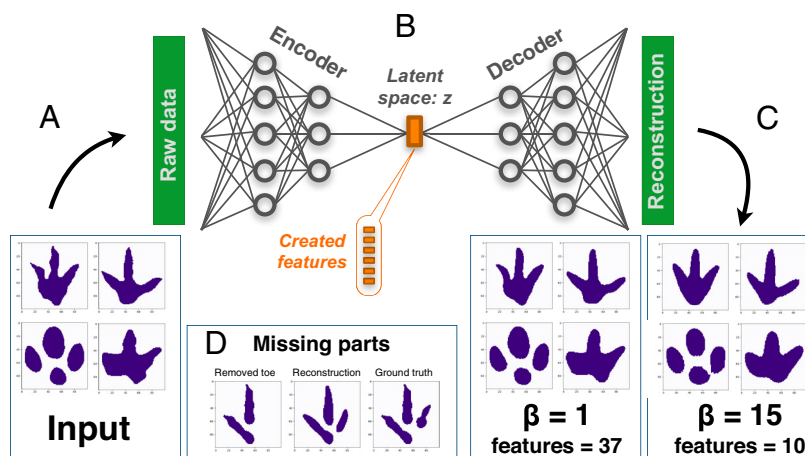 B
Encoder
Decoder
Latent
space: z
A
C
Raw data
Reconstruction
Created
features
D Missing parts
Removed toe
Reconstruction
Ground truth
Input
β = 1
features = 37
β = 15
features = 10